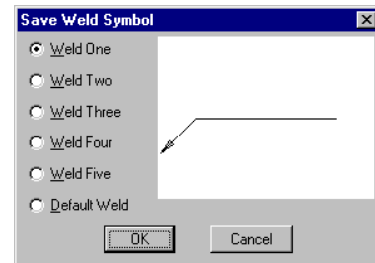 Save Weld Symbol
Weld One
Weld Two
Weld Three
Weld Four
Weld Five
Default Weld
OK
Cancel